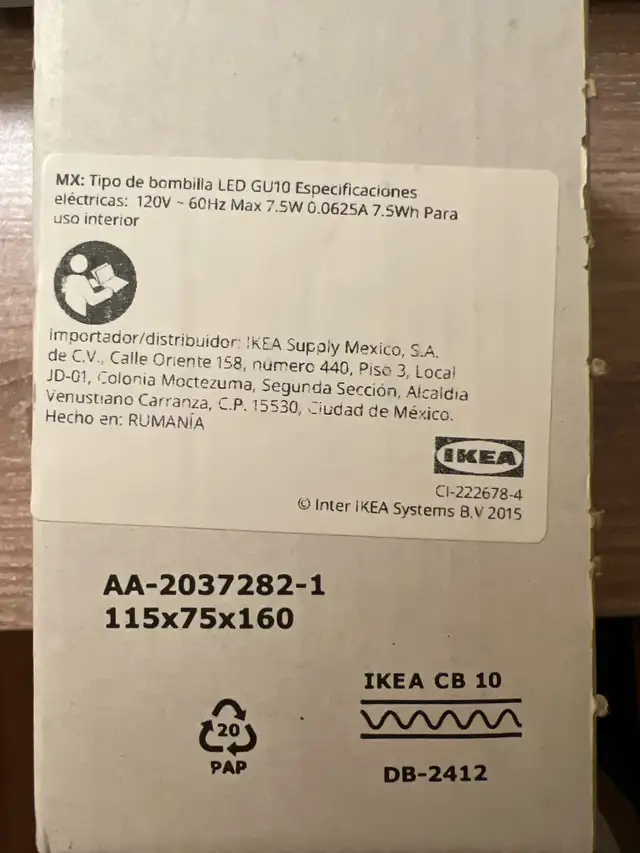 MX: Tipo de bombilla LED GU10 Especificaciones
eléctricas: 120V ~ 60Hz Max 7.5W 0.0625A 7.5Wh Para
uso interior
Importador/distribuidor: IKEA Supply Mexico, S.A.
de C.V., Calle Oriente 158, número 440, Piso 3, Local
JD-01, Colonia Moctezuma, Segunda Sección, Alcaldia
Venustiano Carranza, C.P. 15530, Ciudad de México.
Hecho en: RUMANÍA
IKEA
CI-222678-4
© Inter IKEA Systems B.V 2015
AA-2037282-1
115x75x160
IKEA CB 10
20
PAP
DB-2412